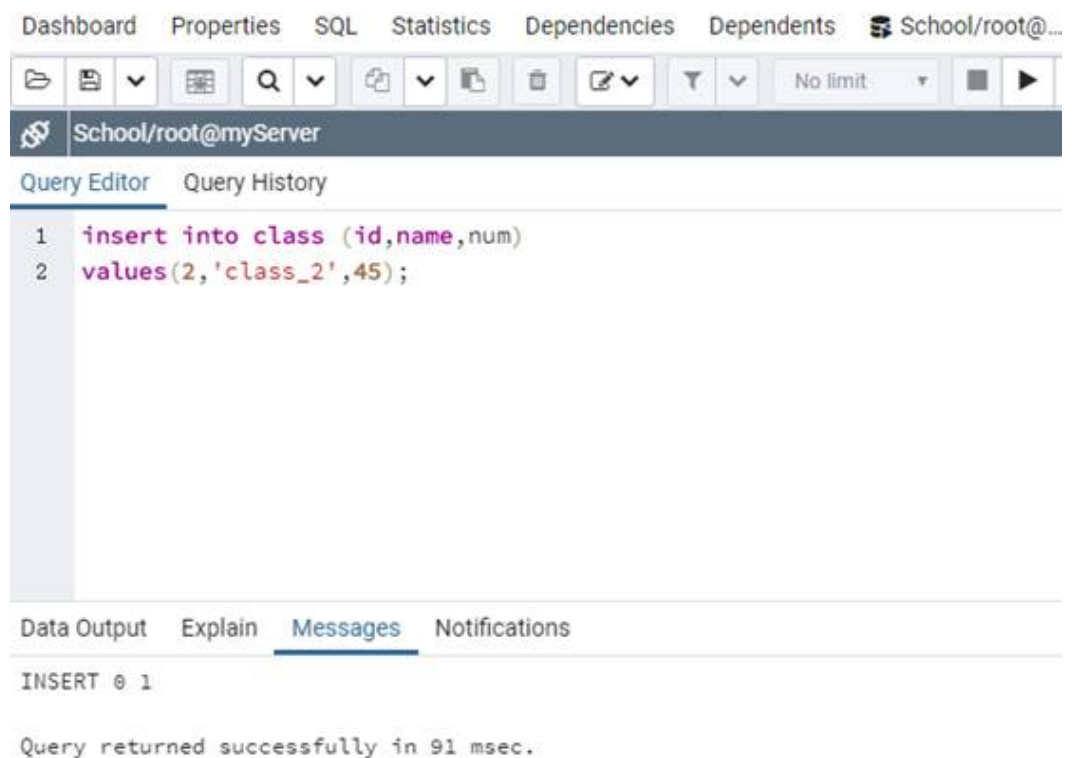 Dashboard Properties SQL Statistics Dependencies Dependents School/root@...
No limit
School/root@myServer
Query Editor Query History
1 insert into class (id,name,num)
2 values(2,'class_2',45);
Data Output Explain Messages Notifications
INSERT 0 1
Query returned successfully in 91 msec.